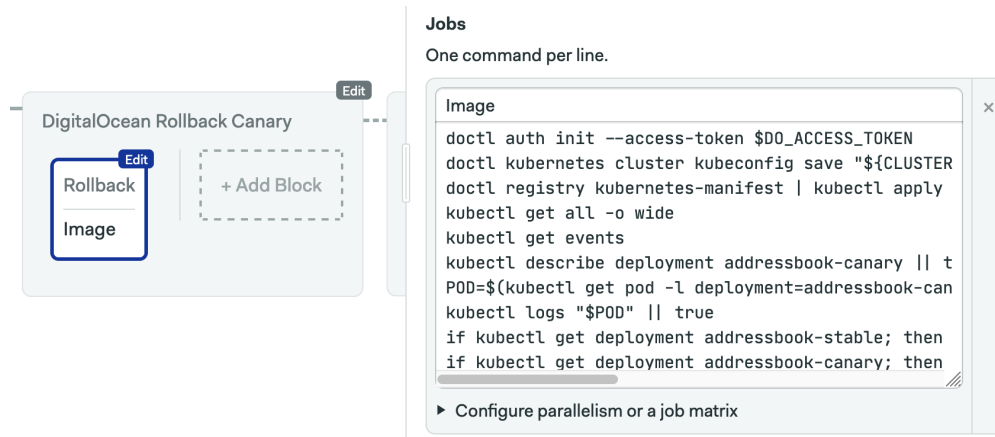 Edit
DigitalOcean Rollback Canary
Edit
Rollback
Image
+ Add Block
Jobs
One command per line.
Image
doctl auth init --access-token $DO_ACCESS_TOKEN
doctl kubernetes cluster kubeconfig save "${CLUSTER
doctl registry kubernetes-manifest | kubectl apply
kubectl get all -o wide
kubectl get events
kubectl describe deployment addressbook-canary || t
POD=$(kubectl get pod -l deployment=addressbook-can
kubectl logs "$POD" || true
if kubectl get deployment addressbook-stable; then
if kubectl get deployment addressbook-canary; then
Configure parallelism or a job matrix